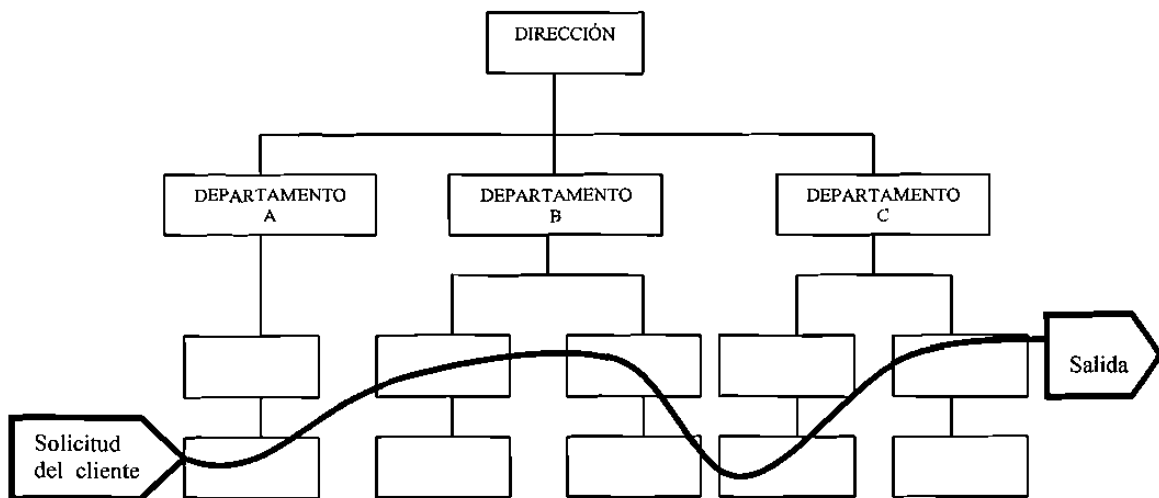 DIRECCIÓN
DEPARTAMENTO
A
DEPARTAMENTO
B
DEPARTAMENTO
C
Salida
Solicitud
del cliente